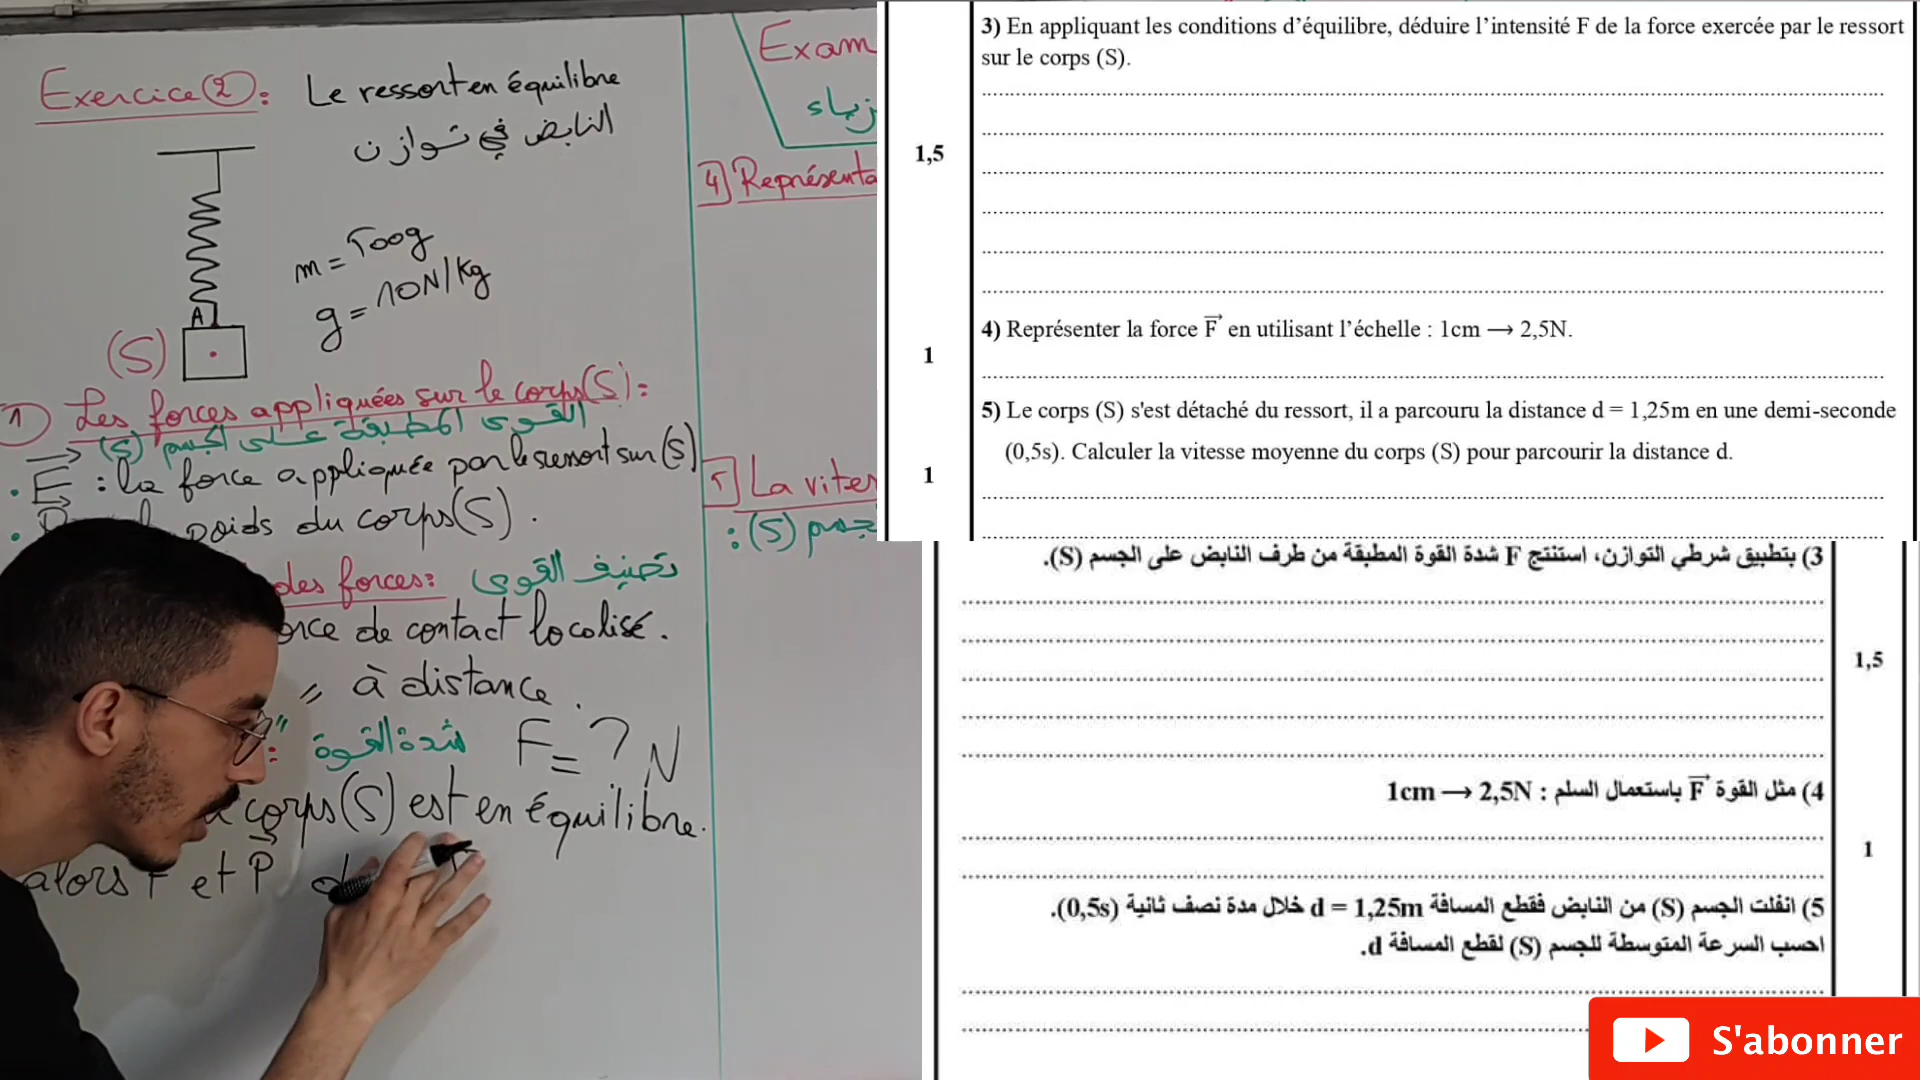 Exercice 2 : Le ressort en équilibre
النابض في توازن
m = 500g
g = 10N/kg
A
(S)
1) Les forces appliquées sur le corps(S) :
القوى المطبقة على الجسم (S)
. F : la force appliquée par le ressort sur (S)
. poids du corps(S) .
des forces: تصنيف القوى
de contact localisé.
" à distance .
شدة القوة F = ? N
corps(S) est en équilibre.
alors F et P
Exam
4] Représenta
5] La vites
(S) :
3) En appliquant les conditions d’équilibre, déduire l’intensité F de la force exercée par le ressort
sur le corps (S).
1,5
4) Représenter la force F en utilisant l’échelle : 1cm ⟶ 2,5N.
1
5) Le corps (S) s'est détaché du ressort, il a parcouru la distance d = 1,25m en une demi-seconde
(0,5s). Calculer la vitesse moyenne du corps (S) pour parcourir la distance d.
1
3) بتطبيق شرطي التوازن، استنتج F شدة القوة المطبقة من طرف النابض على الجسم (S).
1,5
4) مثل القوة F باستعمال السلم : 1cm ⟶ 2,5N
1
5) انفلت الجسم (S) من النابض فقطع المسافة d = 1,25m خلال مدة نصف ثانية (0,5s).
احسب السرعة المتوسطة للجسم (S) لقطع المسافة d.
S'abonner